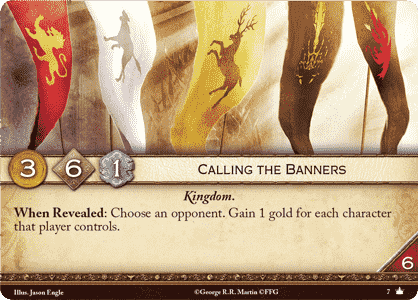 3 6 1 CALLING THE BANNERS
Kingdom.
When Revealed: Choose an opponent. Gain 1 gold for each character
that player controls.
6
Illus. Jason Engle ©George R.R. Martin ©FFG 7